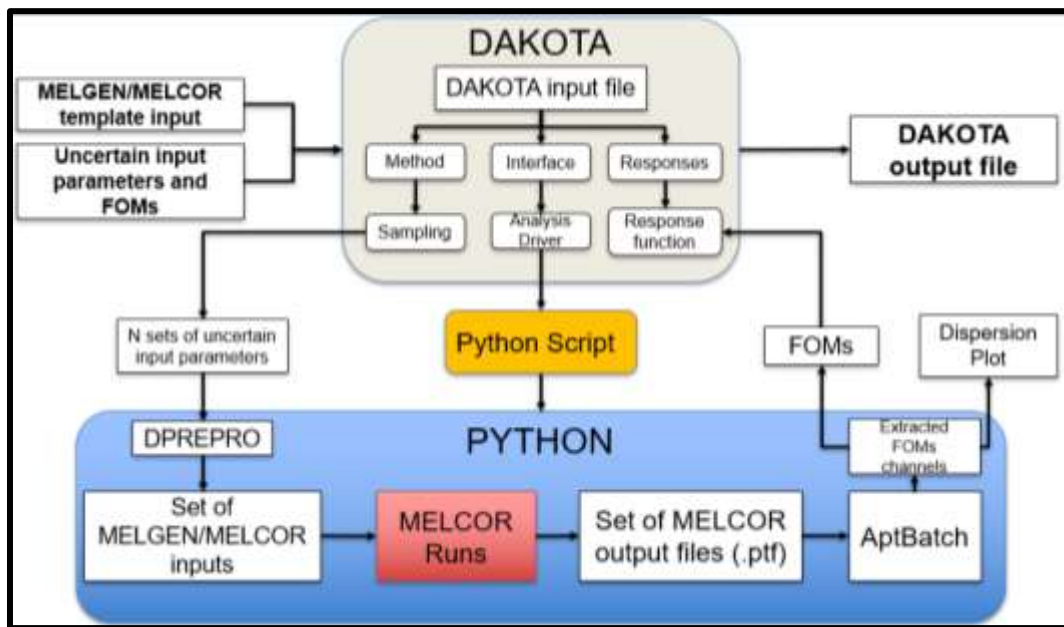 DAKOTA
DAKOTA input file
MELGEN/MELCOR
template input
Uncertain input
parameters and
FOMs
Method
Interface
Responses
DAKOTA
output file
Sampling
Analysis
Driver
Response
function
N sets of uncertain
input parameters
Python Script
FOMs
Dispersion
Plot
DPREPRO
PYTHON
Extracted
FOMs
channels
Set of
MELGEN/MELCOR
inputs
MELCOR
Runs
Set of MELCOR
output files (.ptf)
AptBatch